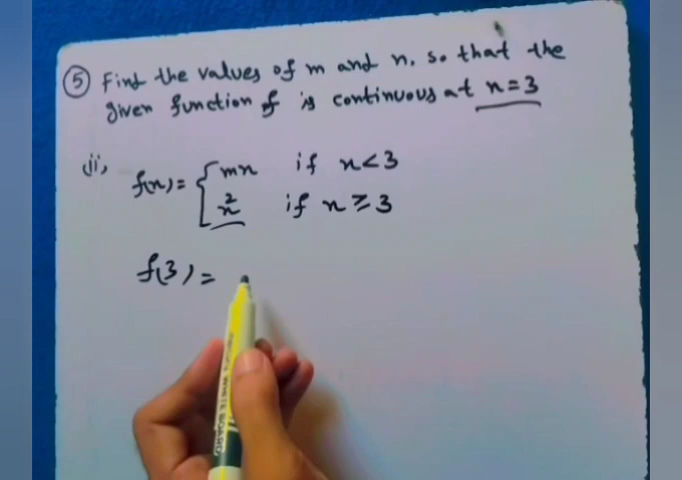 5 Find the values of m and n, so that the
given function f is continuous at x=3
(ii) f(x) = { mx if x<3
x² if x ≥ 3
f(3) =